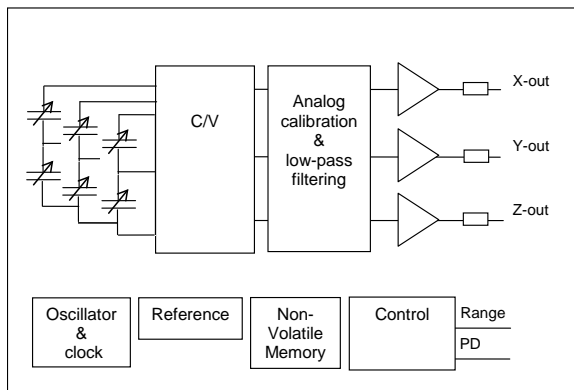 C/V
Analog
calibration
&
low-pass
filtering
X-out
Y-out
Z-out
Oscillator
&
clock
Reference
Non-
Volatile
Memory
Control
Range
PD